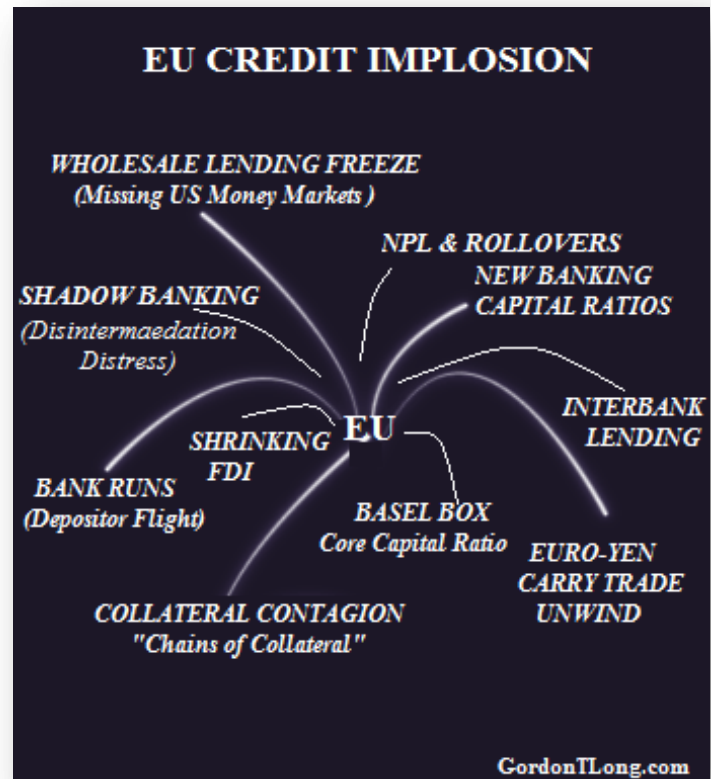 EU CREDIT IMPLOSION
WHOLESALE LENDING FREEZE
(Missing US Money Markets )
NPL & ROLLOVERS
NEW BANKING
CAPITAL RATIOS
SHADOW BANKING
(Disintermaedation
Distress)
INTERBANK
LENDING
EU
SHRINKING
FDI
BANK RUNS
(Depositor Flight)
BASEL BOX
Core Capital Ratio
EURO-YEN
CARRY TRADE
UNWIND
COLLATERAL CONTAGION
"Chains of Collateral"
GordonTLong.com